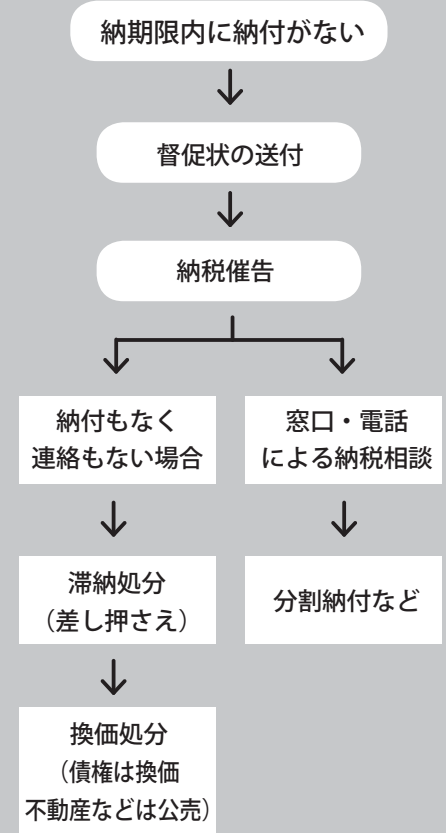 納期限内に納付がない
督促状の送付
納税催告
納付もなく
連絡もない場合
窓口・電話
による納税相談
滞納処分
（差し押さえ）
分割納付など
換価処分
（債権は換価
不動産などは公売）